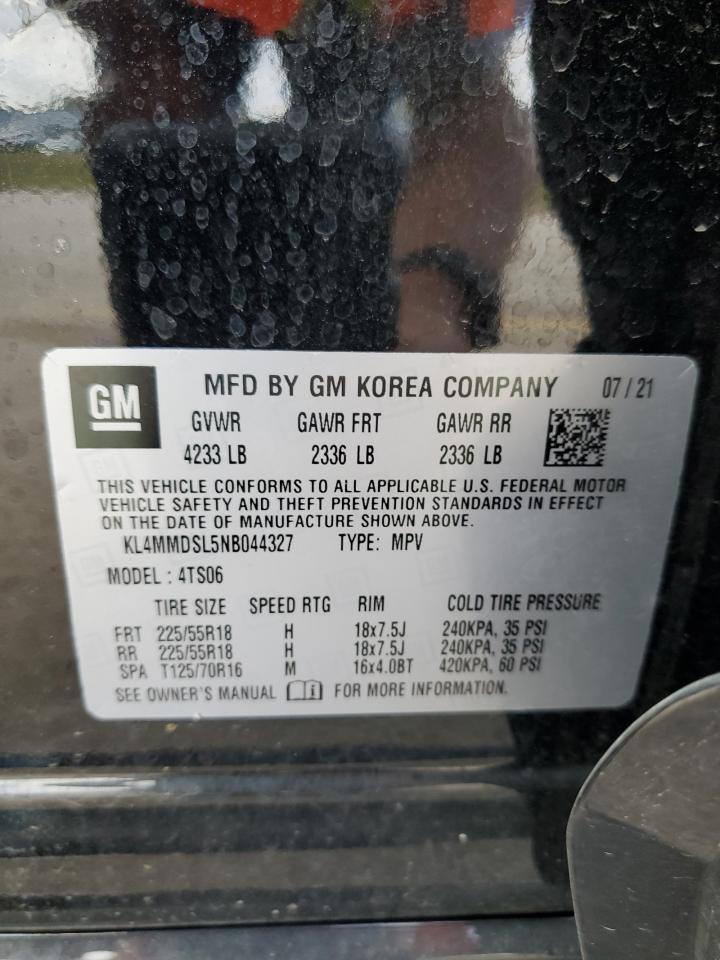 GM
MFD BY GM KOREA COMPANY 07/21
GVWR GAWR FRT GAWR RR
4233 LB 2336 LB 2336 LB
THIS VEHICLE CONFORMS TO ALL APPLICABLE U.S. FEDERAL MOTOR
VEHICLE SAFETY AND THEFT PREVENTION STANDARDS IN EFFECT
ON THE DATE OF MANUFACTURE SHOWN ABOVE.
KL4MMDSL5NB044327 TYPE: MPV
MODEL : 4TS06
TIRE SIZE SPEED RTG RIM COLD TIRE PRESSURE
FRT 225/55R18 H 18x7.5J 240KPA, 35 PSI
RR 225/55R18 H 18x7.5J 240KPA, 35 PSI
SPA T125/70R16 M 16x4.0BT 420KPA, 60 PSI
SEE OWNER'S MANUAL i FOR MORE INFORMATION.